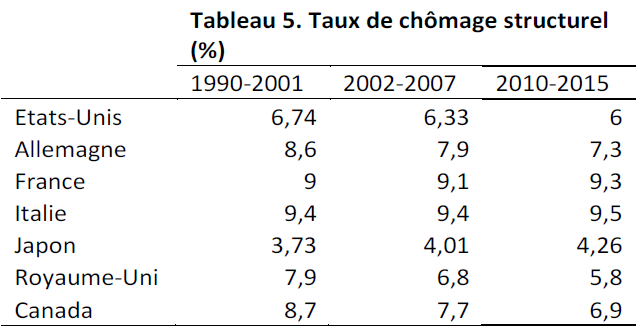 Tableau 5. Taux de chômage structurel
(%)
1990-2001 2002-2007 2010-2015
Etats-Unis 6,74 6,33 6
Allemagne 8,6 7,9 7,3
France 9 9,1 9,3
Italie 9,4 9,4 9,5
Japon 3,73 4,01 4,26
Royaume-Uni 7,9 6,8 5,8
Canada 8,7 7,7 6,9